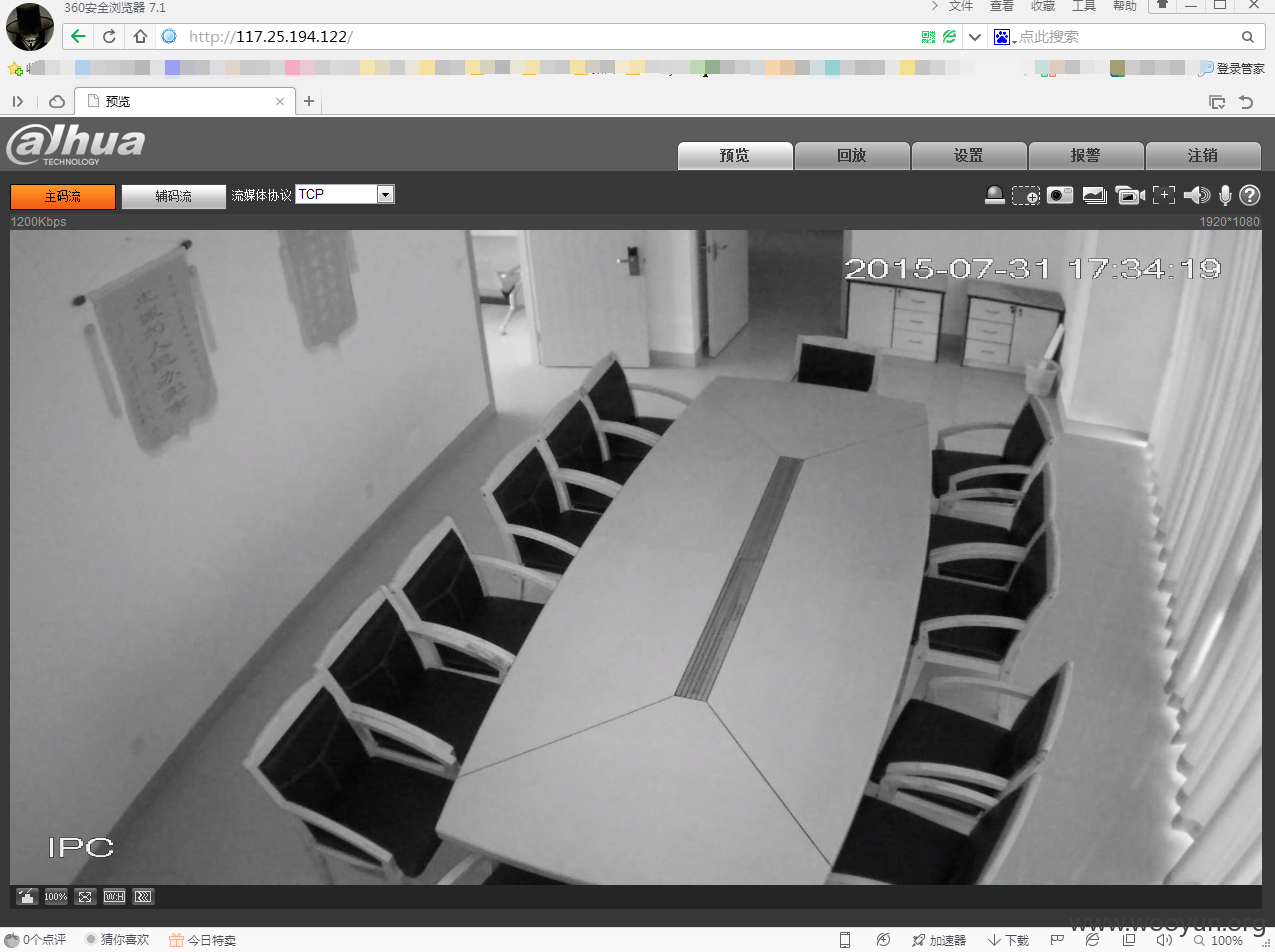 360安全浏览器 7.1
文件 查看 收藏 工具 帮助
http://117.25.194.122/
点此搜索
登录管家
预览
alhua
TECHNOLOGY
预览 回放 设置 报警 注销
主码流 辅码流 流媒体协议 TCP
1200Kbps 1920*1080
2015-07-31 17:34:19
IPC
100% W:H
www.wooyun.org
0个点评 猜你喜欢 今日特卖 加速器 下载 100%